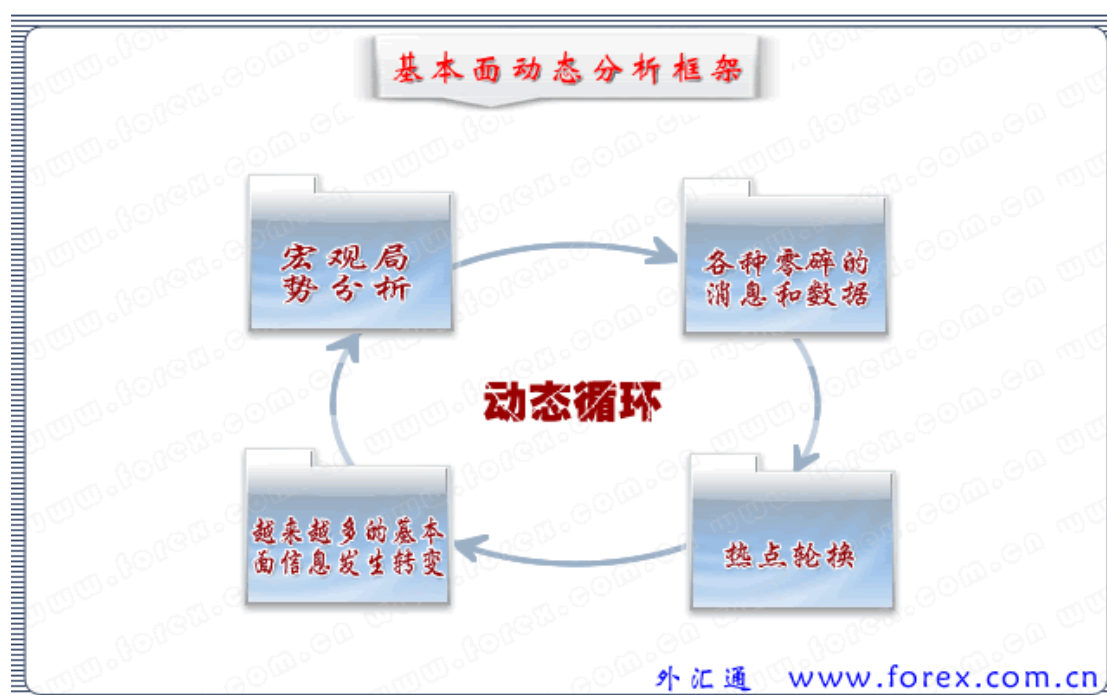 基本面动态分析框架
宏观局
势分析
各种零碎的
消息和数据
动态循环
越来越多的基本
面信息发生转变
热点轮换
外汇通 www.forex.com.cn